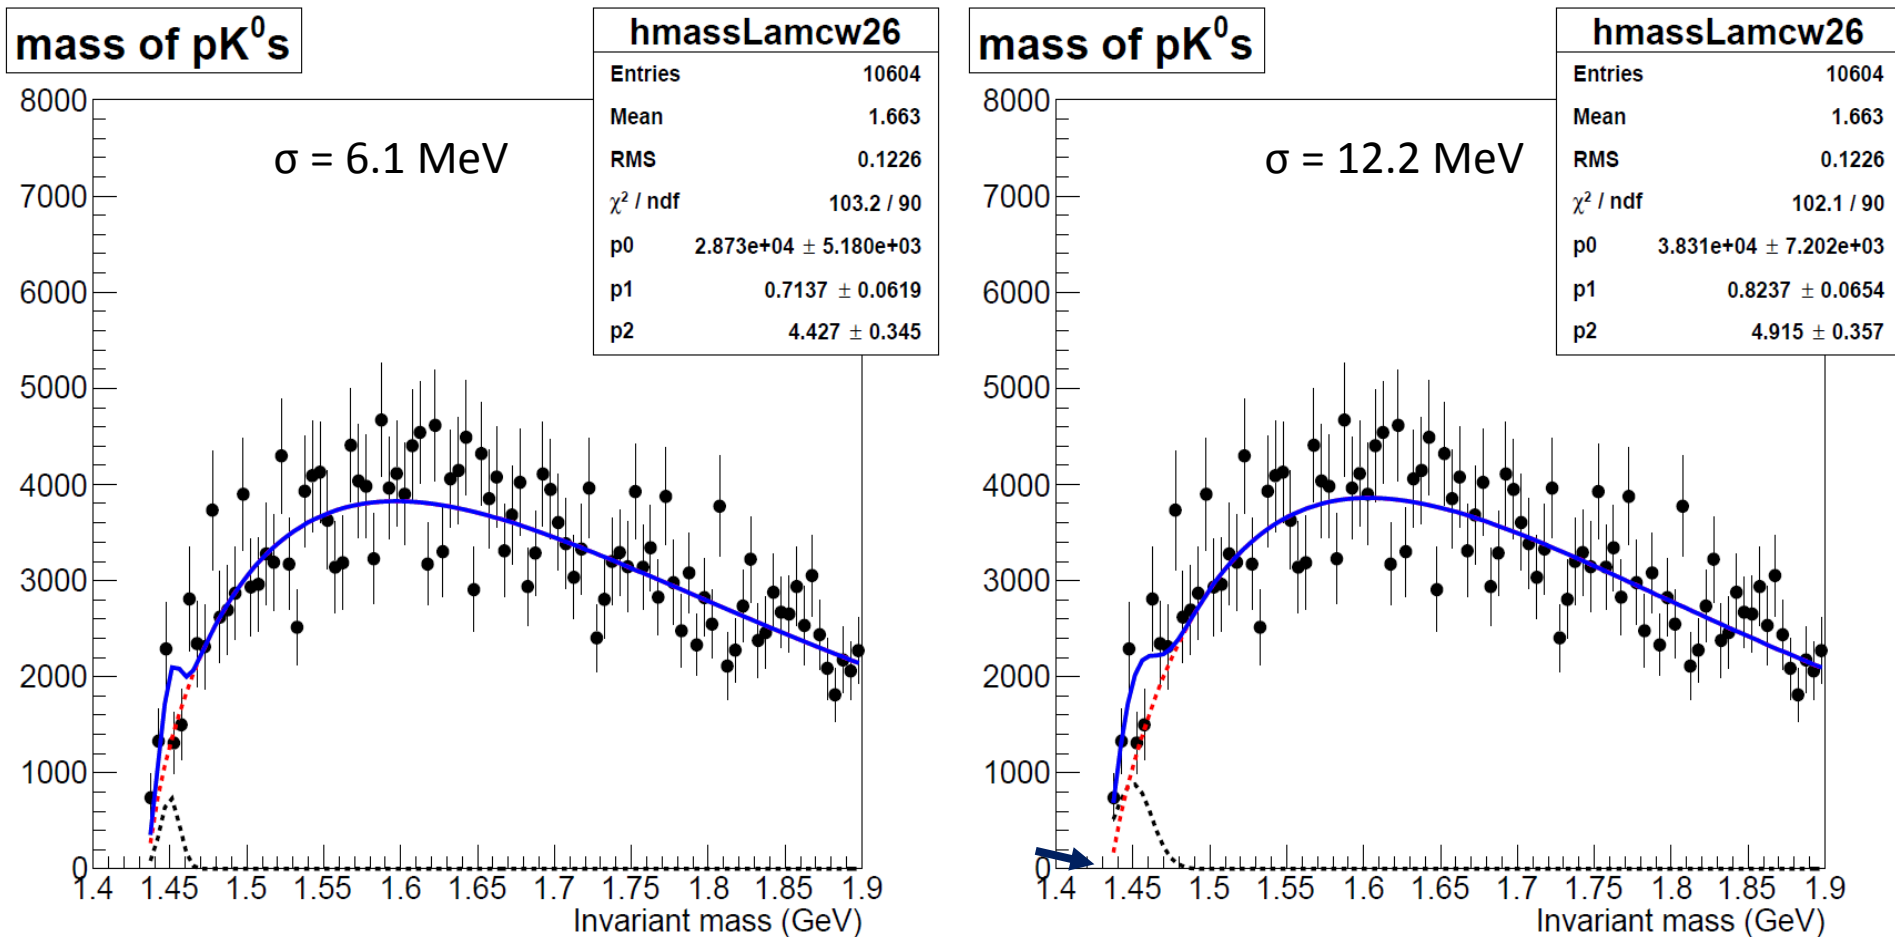 mass of pK⁰s
hmassLamcw26
Entries 10604
Mean 1.663
RMS 0.1226
χ² / ndf 103.2 / 90
p0 2.873e+04 ± 5.180e+03
p1 0.7137 ± 0.0619
p2 4.427 ± 0.345
σ = 6.1 MeV
8000
7000
6000
5000
4000
3000
2000
1000
0
1.4 1.45 1.5 1.55 1.6 1.65 1.7 1.75 1.8 1.85 1.9
Invariant mass (GeV)
mass of pK⁰s
hmassLamcw26
Entries 10604
Mean 1.663
RMS 0.1226
χ² / ndf 102.1 / 90
p0 3.831e+04 ± 7.202e+03
p1 0.8237 ± 0.0654
p2 4.915 ± 0.357
σ = 12.2 MeV
8000
7000
6000
5000
4000
3000
2000
1000
0
1.4 1.45 1.5 1.55 1.6 1.65 1.7 1.75 1.8 1.85 1.9
Invariant mass (GeV)